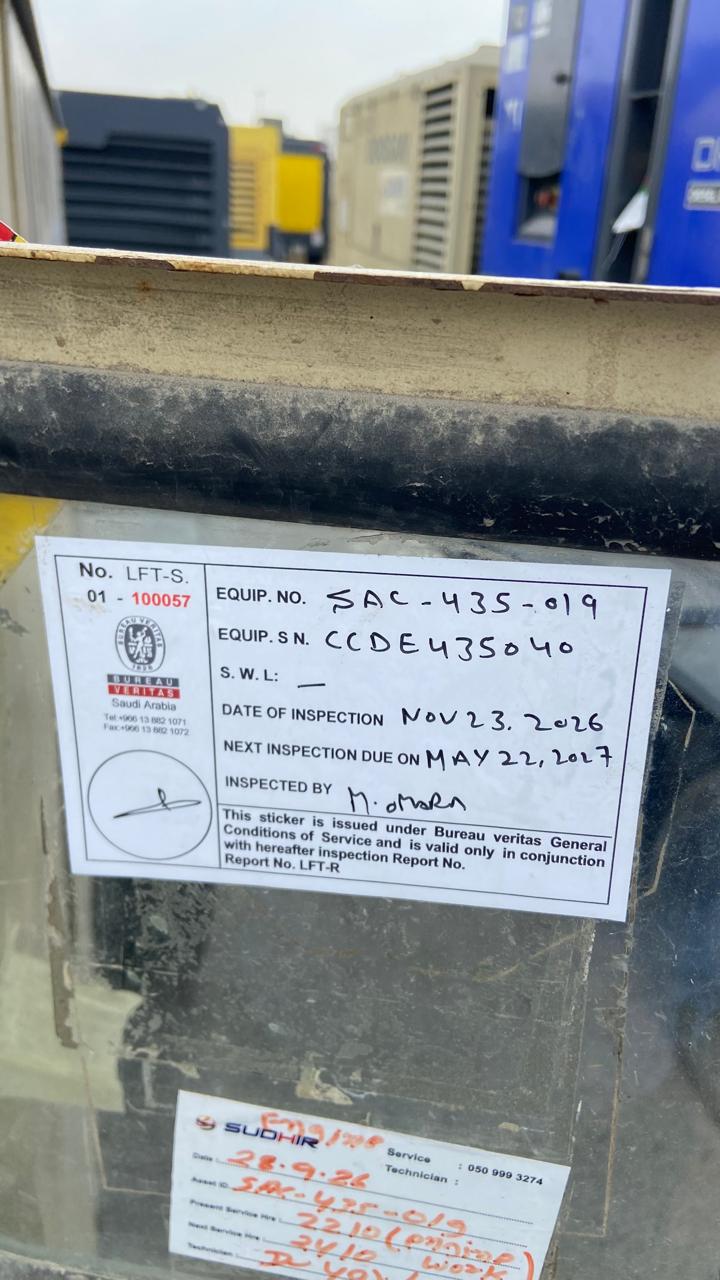 No. LFT-S.
01 - 100057
BUREAU VERITAS
1828
BUREAU
VERITAS
Saudi Arabia
Tel:+966 13 882 1071
Fax:+966 13 882 1072
EQUIP. NO. SAC-435-019
EQUIP. S N. CCDE435040
S. W. L: —
DATE OF INSPECTION NOV 23, 2026
NEXT INSPECTION DUE ON MAY 22, 2027
INSPECTED BY M. OMARA
This sticker is issued under Bureau veritas General
Conditions of Service and is valid only in conjunction
with hereafter inspection Report No.
Report No. LFT-R
Engine
SUDHIR
Service : 050 999 3274
Technician :
Date : 28.9.26
Asset ID: SAC-435-019
Present Service Hrs : 2210 (
Next Service Hrs : 2410 work
Technician: